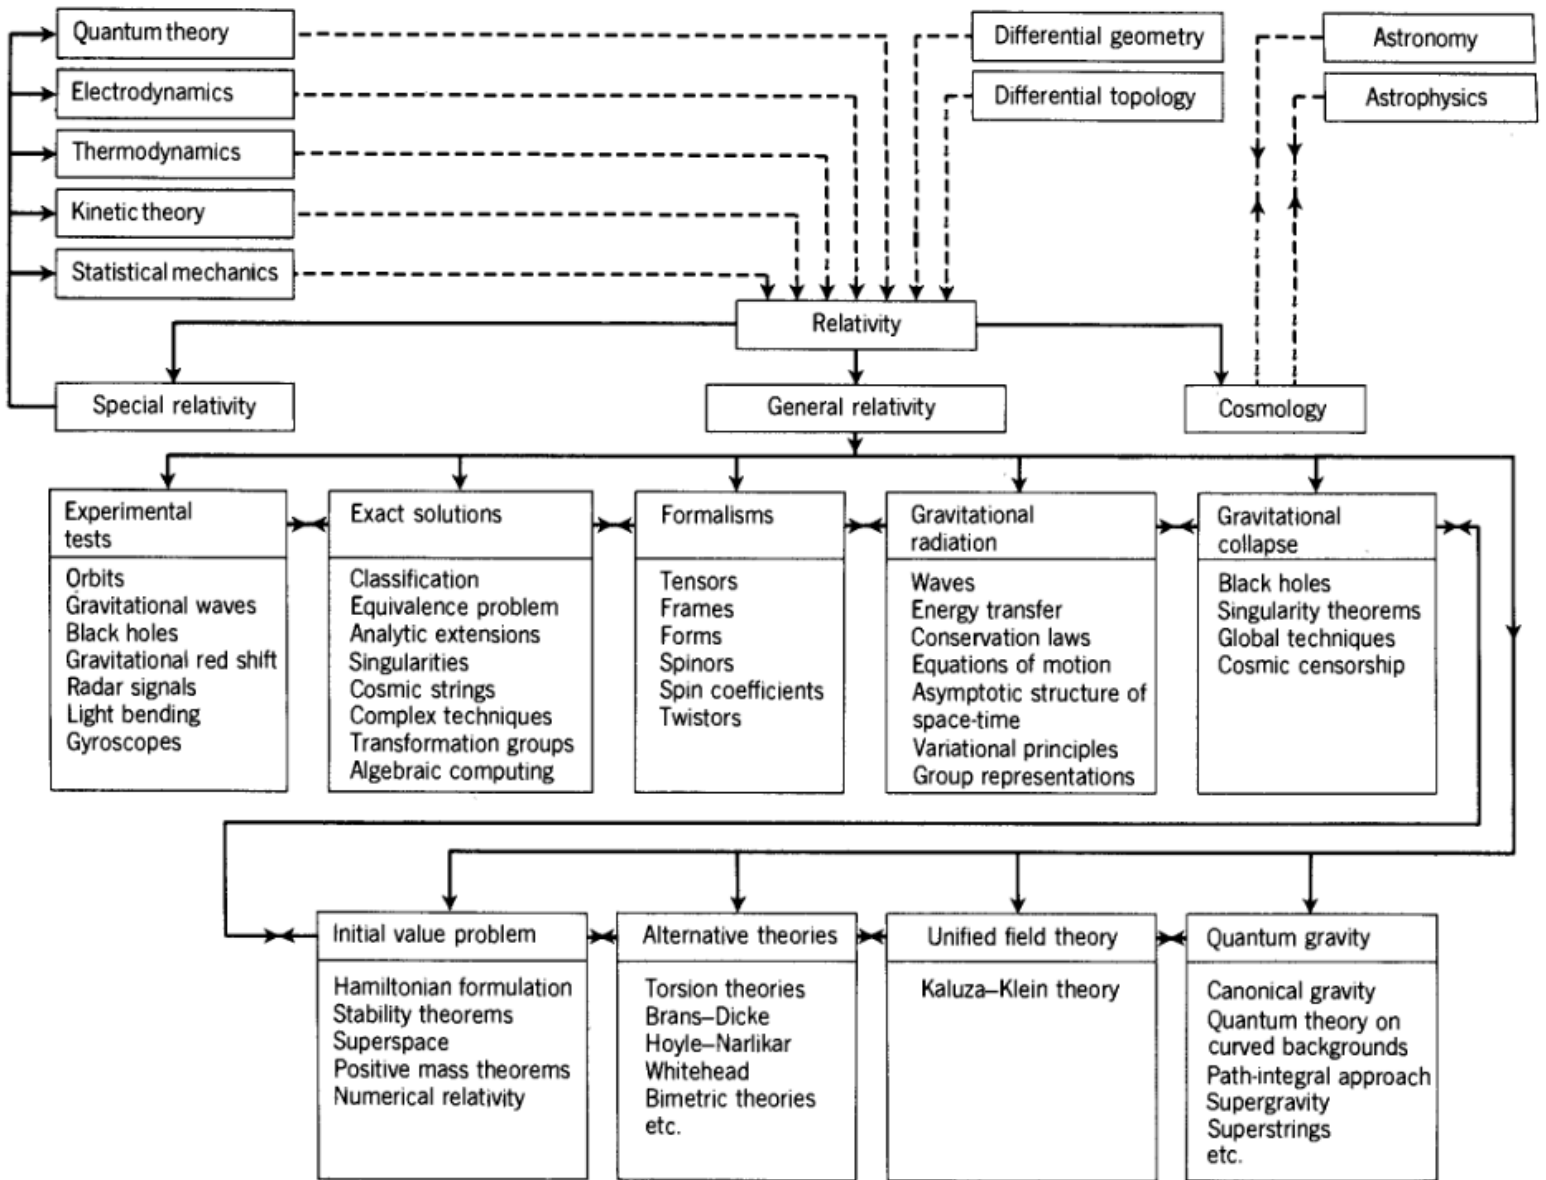 Quantum theory
Electrodynamics
Thermodynamics
Kinetic theory
Statistical mechanics
Differential geometry
Differential topology
Astronomy
Astrophysics
Relativity
Special relativity
General relativity
Cosmology
Experimental
tests
Orbits
Gravitational waves
Black holes
Gravitational red shift
Radar signals
Light bending
Gyroscopes
Exact solutions
Classification
Equivalence problem
Analytic extensions
Singularities
Cosmic strings
Complex techniques
Transformation groups
Algebraic computing
Formalisms
Tensors
Frames
Forms
Spinors
Spin coefficients
Twistors
Gravitational
radiation
Waves
Energy transfer
Conservation laws
Equations of motion
Asymptotic structure of
space-time
Variational principles
Group representations
Gravitational
collapse
Black holes
Singularity theorems
Global techniques
Cosmic censorship
Initial value problem
Hamiltonian formulation
Stability theorems
Superspace
Positive mass theorems
Numerical relativity
Alternative theories
Torsion theories
Brans–Dicke
Hoyle–Narlikar
Whitehead
Bimetric theories
etc.
Unified field theory
Kaluza–Klein theory
Quantum gravity
Canonical gravity
Quantum theory on
curved backgrounds
Path-integral approach
Supergravity
Superstrings
etc.